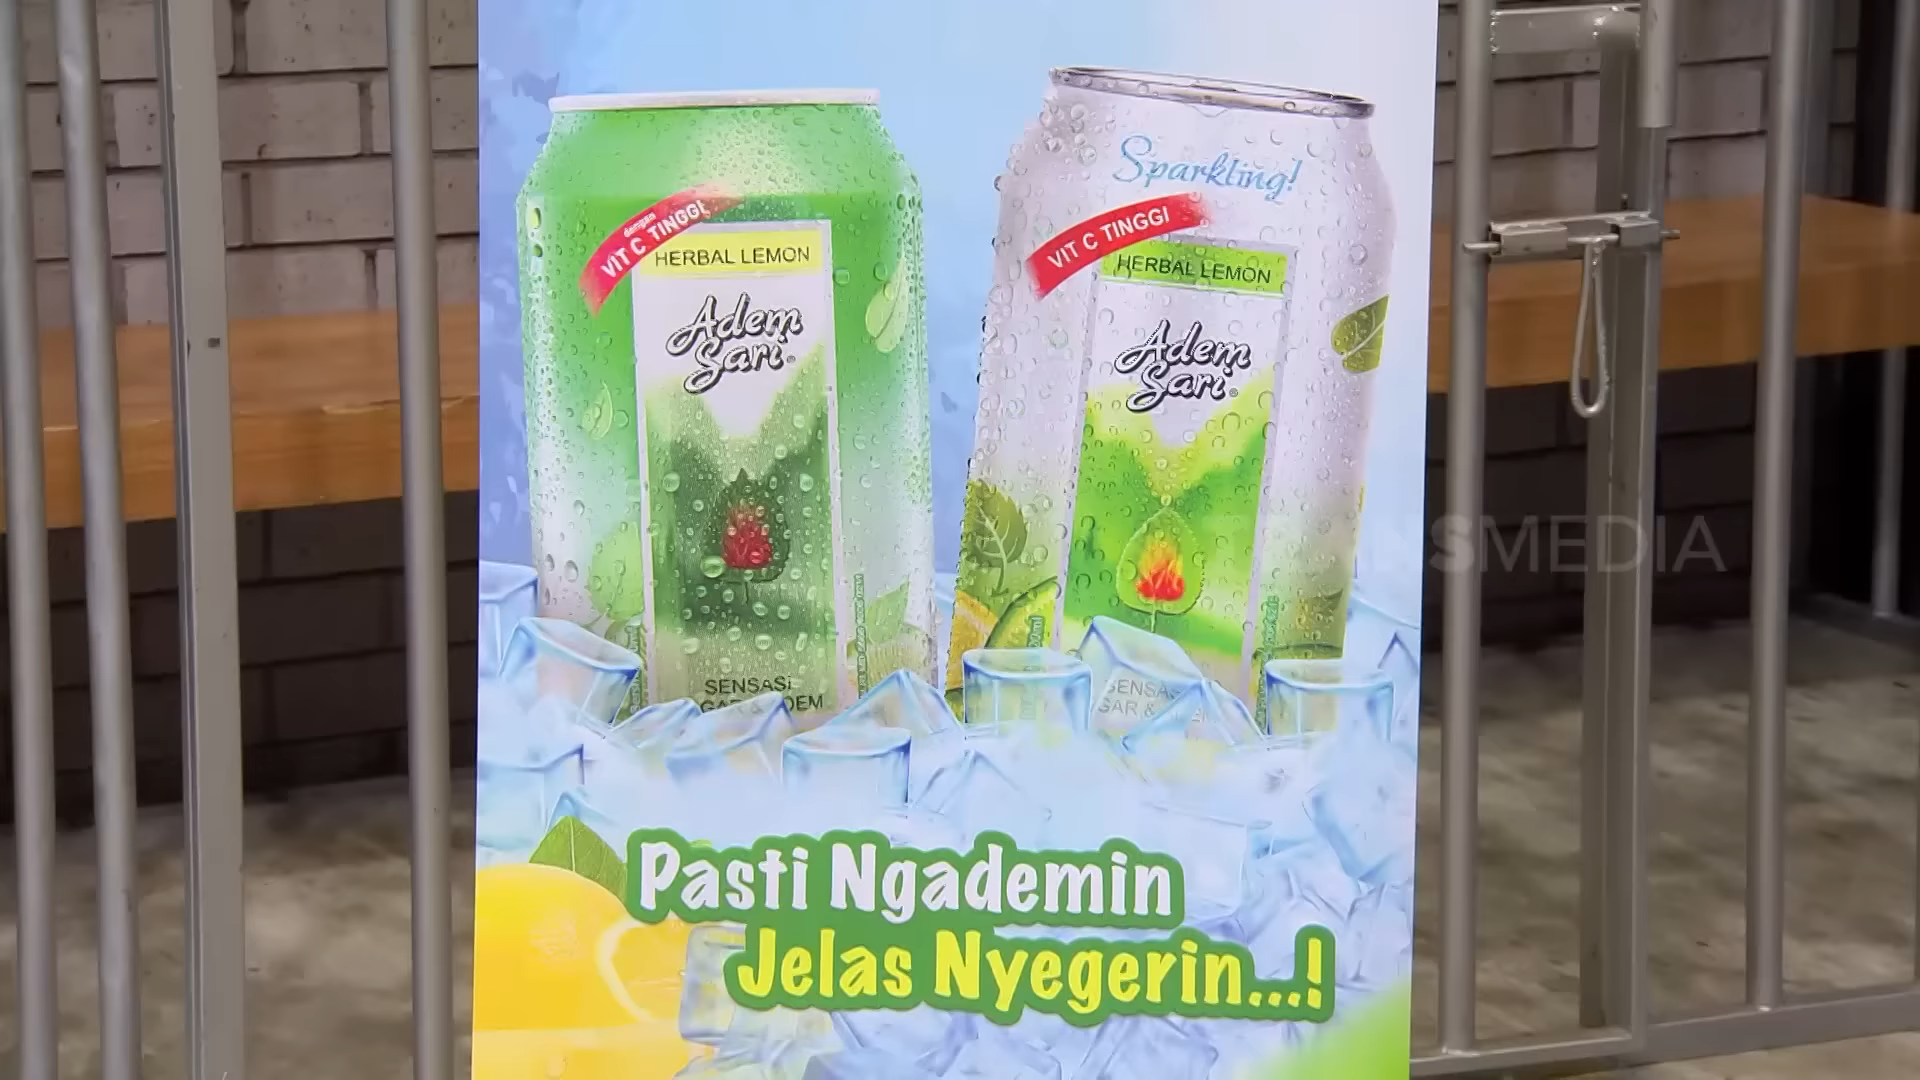 dengan
VIT C TINGGI
HERBAL LEMON
Adem
Sari
SENSASI
Sparkling!
VIT C TINGGI
HERBAL LEMON
Adem
Sari
Pasti Ngademin
Jelas Nyegerin...!